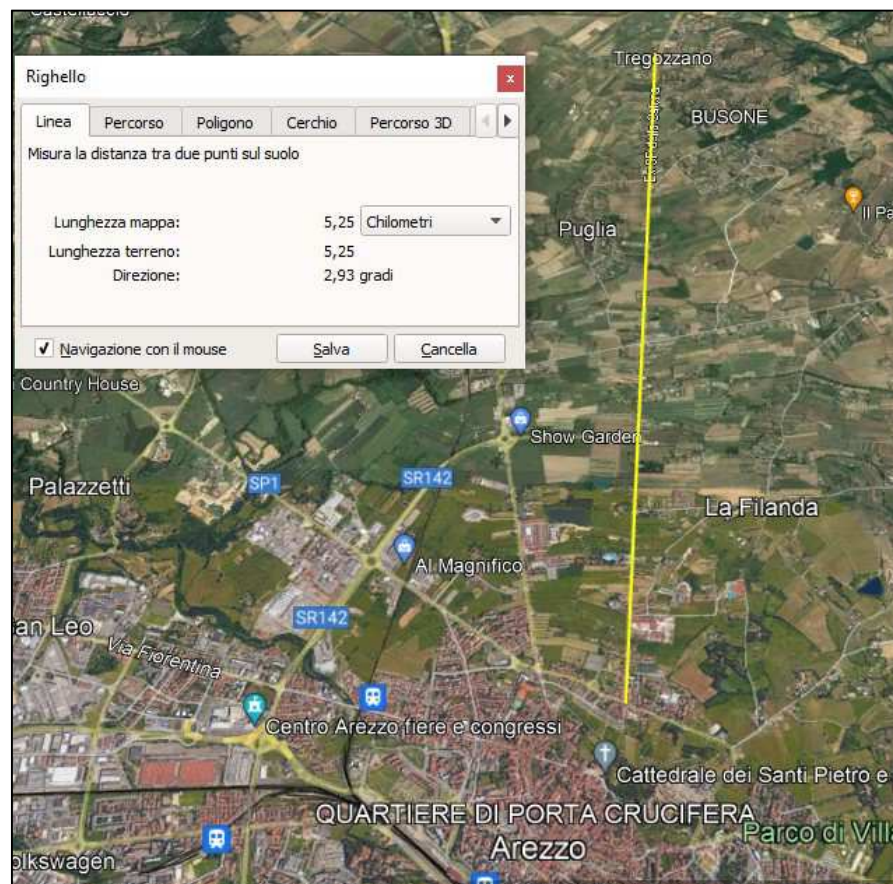 Tregozzano
Righello
x
Linea
Percorso
Poligono
Cerchio
Percorso 3D
BUSONE
Misura la distanza tra due punti sul suolo
Il Pa
Puglia
Lunghezza mappa:
5,25
Chilometri
Lunghezza terreno:
5,25
Direzione:
2,93 gradi
Navigazione con il mouse
Salva
Cancella
Country House
Show Garden
Palazzetti
SP1
SR142
La Filanda
Al Magnifico
SR142
an Leo
Via Fiorentina
Centro Arezzo fiere e congressi
Cattedrale dei Santi Pietro e
QUARTIERE DI PORTA CRUCIFERA
Arezzo
Parco di Villa
olkswagen